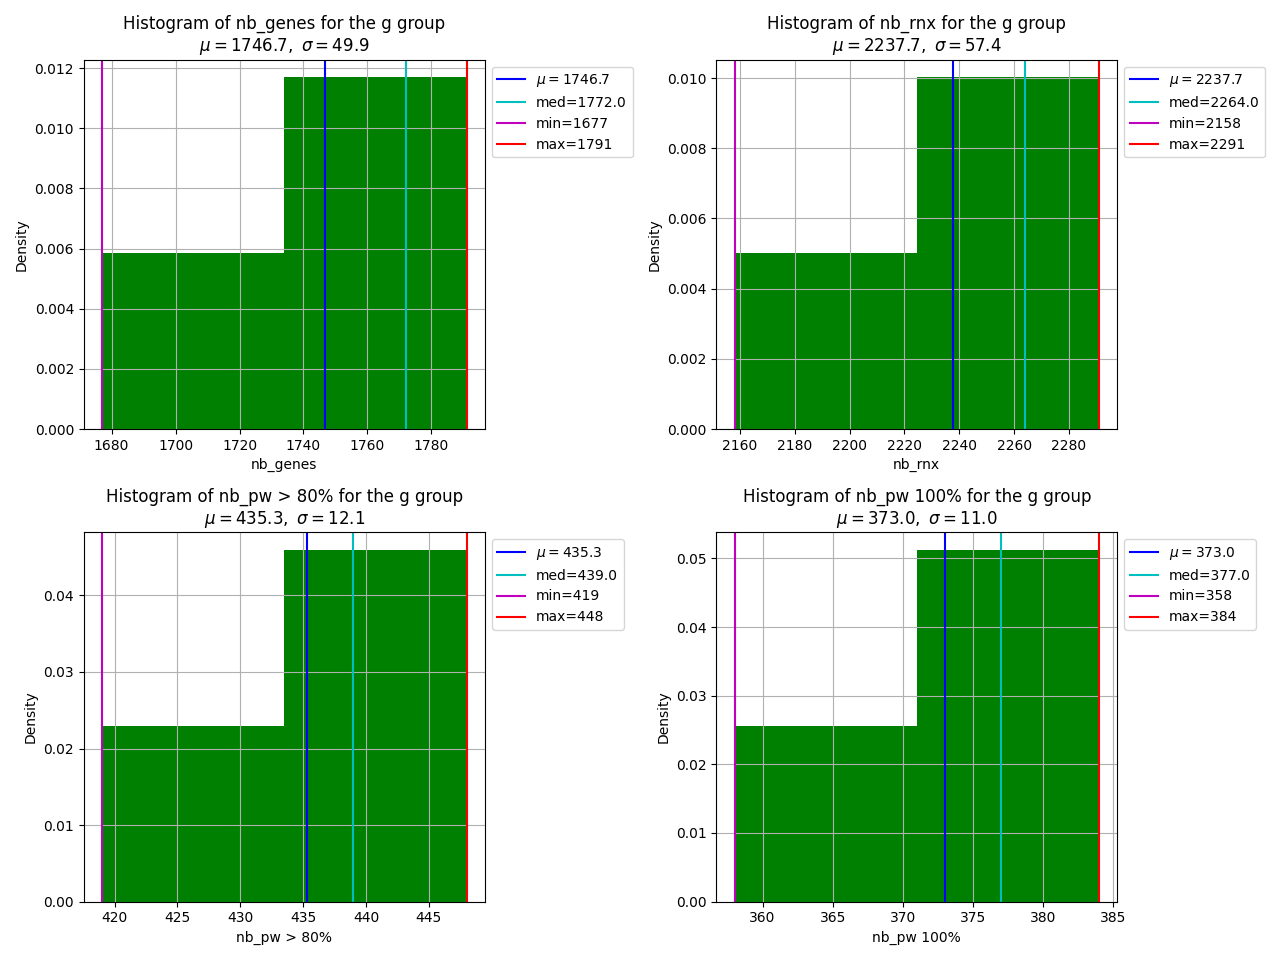 Histogram of nb_genes for the g group
μ = 1746.7, σ = 49.9
0.012
0.010
0.008
0.006
0.004
0.002
0.000
Density
1680 1700 1720 1740 1760 1780
nb_genes
μ = 1746.7
med=1772.0
min=1677
max=1791
Histogram of nb_rnx for the g group
μ = 2237.7, σ = 57.4
0.010
0.008
0.006
0.004
0.002
0.000
Density
2160 2180 2200 2220 2240 2260 2280
nb_rnx
μ = 2237.7
med=2264.0
min=2158
max=2291
Histogram of nb_pw > 80% for the g group
μ = 435.3, σ = 12.1
0.04
0.03
0.02
0.01
0.00
Density
420 425 430 435 440 445
nb_pw > 80%
μ = 435.3
med=439.0
min=419
max=448
Histogram of nb_pw 100% for the g group
μ = 373.0, σ = 11.0
0.05
0.04
0.03
0.02
0.01
0.00
Density
360 365 370 375 380 385
nb_pw 100%
μ = 373.0
med=377.0
min=358
max=384